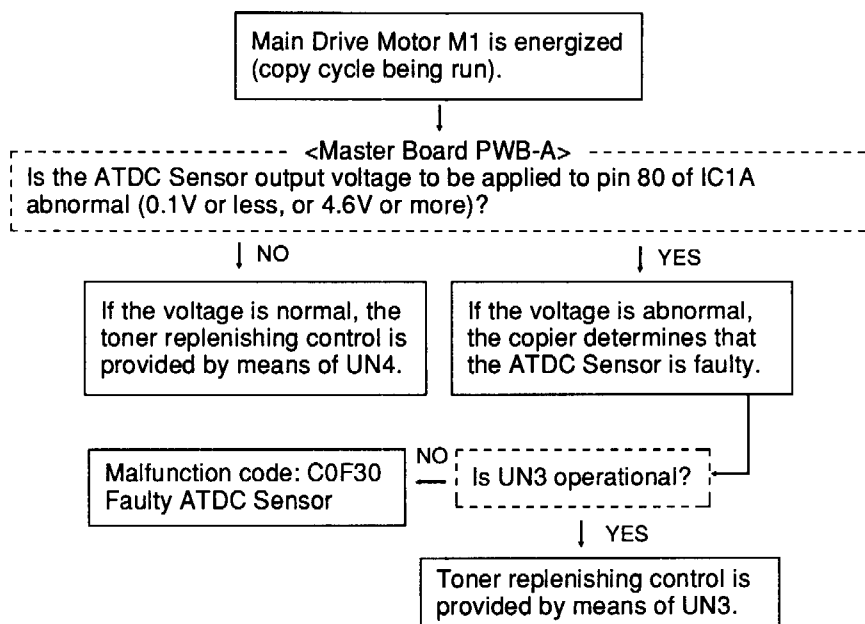 Main Drive Motor M1 is energized
(copy cycle being run).
<Master Board PWB-A>
Is the ATDC Sensor output voltage to be applied to pin 80 of IC1A
abnormal (0.1V or less, or 4.6V or more)?
NO
YES
If the voltage is normal, the
toner replenishing control is
provided by means of UN4.
If the voltage is abnormal,
the copier determines that
the ATDC Sensor is faulty.
Malfunction code: C0F30
Faulty ATDC Sensor
NO
Is UN3 operational?
YES
Toner replenishing control is
provided by means of UN3.